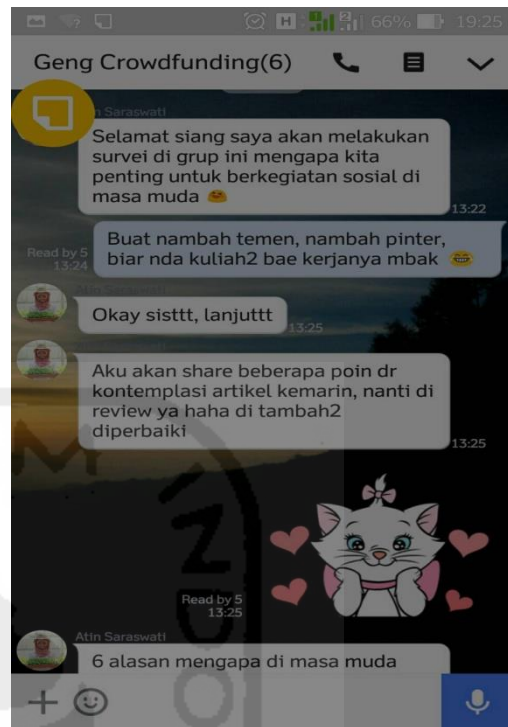 66% 19:25
Geng Crowdfunding(6)
n Saraswati
Selamat siang saya akan melakukan
survei di grup ini mengapa kita
penting untuk berkegiatan sosial di
masa muda
13:22
Buat nambah temen, nambah pinter,
biar nda kuliah2 bae kerjanya mbak
Read by 5
13:24
Atin Saraswati
Okay sisttt, lanjuttt
13:25
Aku akan share beberapa poin dr
kontemplasi artikel kemarin, nanti di
review ya haha di tambah2
diperbaiki
13:25
Read by 5
13:25
Atin Saraswati
6 alasan mengapa di masa muda